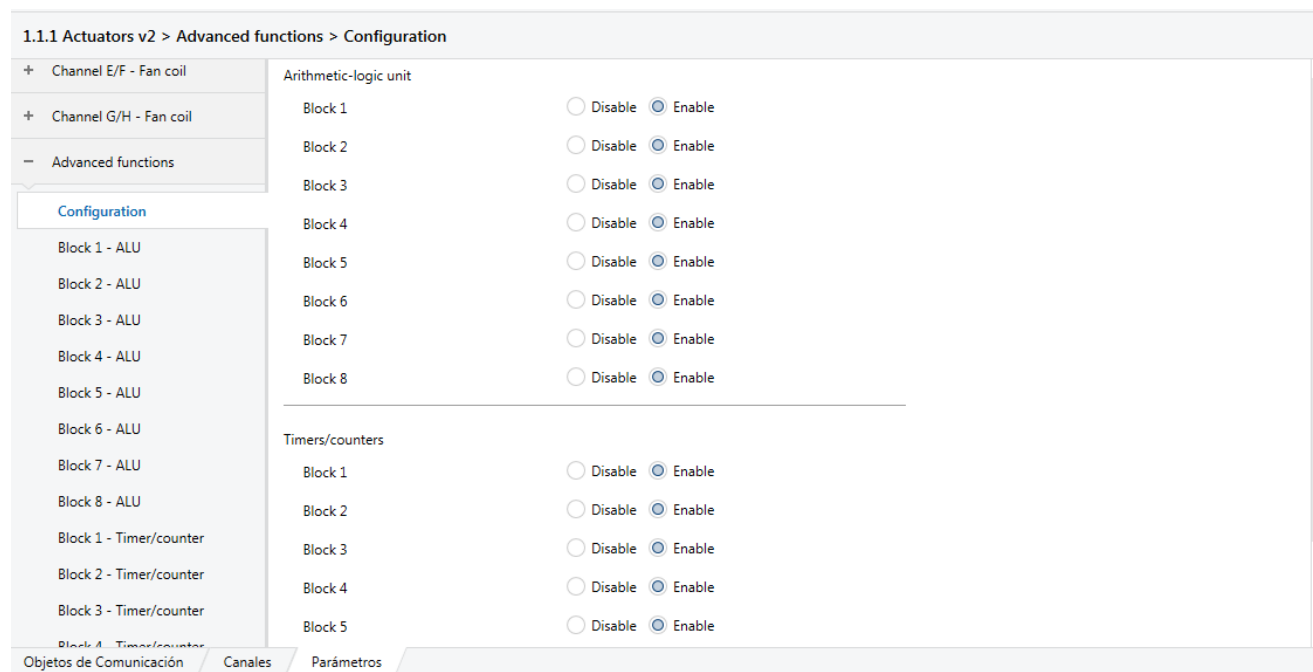 1.1.1 Actuators v2 > Advanced functions > Configuration
+ Channel E/F - Fan coil
+ Channel G/H - Fan coil
− Advanced functions
Configuration
Block 1 - ALU
Block 2 - ALU
Block 3 - ALU
Block 4 - ALU
Block 5 - ALU
Block 6 - ALU
Block 7 - ALU
Block 8 - ALU
Block 1 - Timer/counter
Block 2 - Timer/counter
Block 3 - Timer/counter
Block 4 - Timer/counter
Arithmetic-logic unit
Block 1 Disable Enable
Block 2 Disable Enable
Block 3 Disable Enable
Block 4 Disable Enable
Block 5 Disable Enable
Block 6 Disable Enable
Block 7 Disable Enable
Block 8 Disable Enable
Timers/counters
Block 1 Disable Enable
Block 2 Disable Enable
Block 3 Disable Enable
Block 4 Disable Enable
Block 5 Disable Enable
Objetos de Comunicación Canales Parámetros